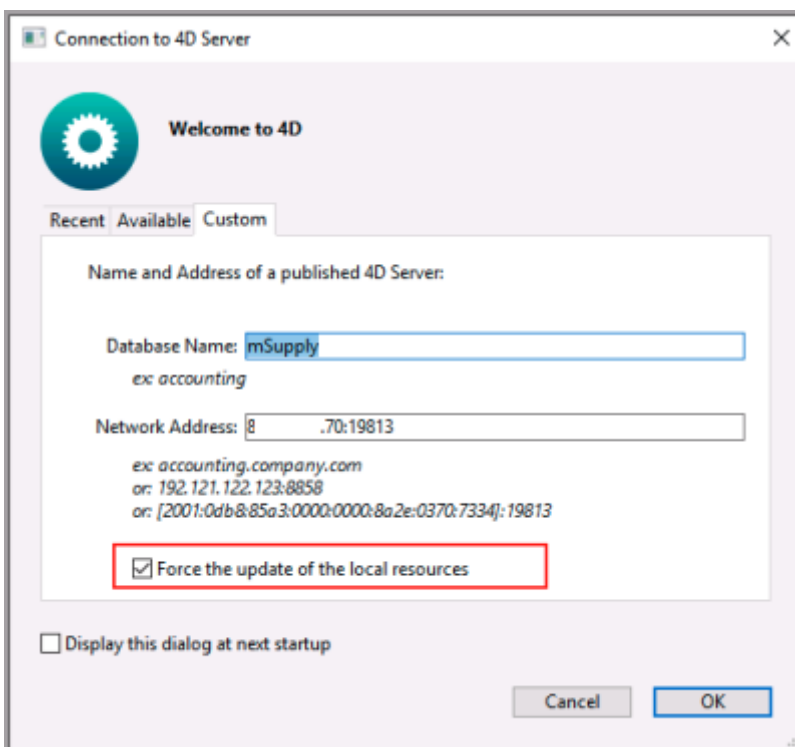 Connection to 4D Server
Welcome to 4D
Recent Available Custom
Name and Address of a published 4D Server:
Database Name: mSupply
ex: accounting
Network Address: 8 .70:19813
ex: accounting.company.com
or: 192.121.122.123:8858
or: [2001:0db8:85a3:0000:0000:8a2e:0370:7334]:19813
Force the update of the local resources
Display this dialog at next startup
Cancel OK